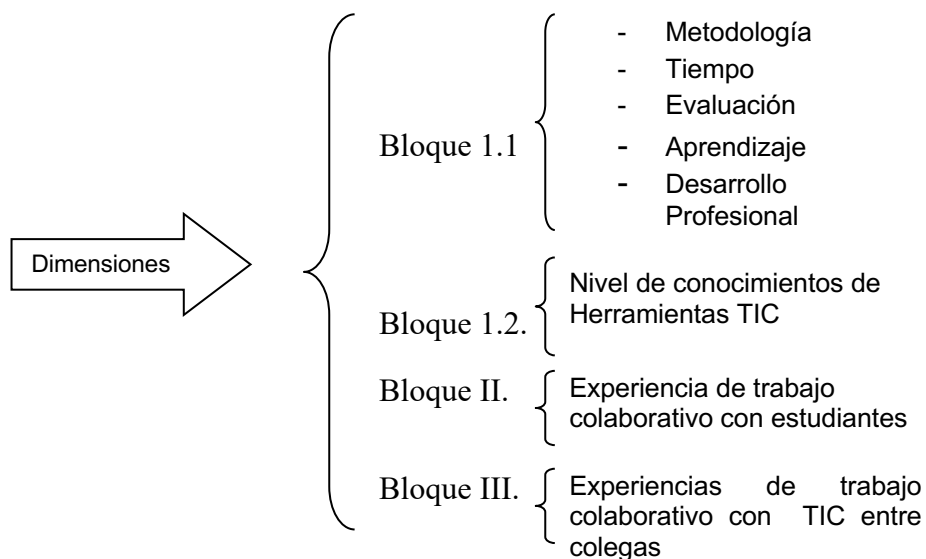 Dimensiones
Bloque 1.1
- Metodología
- Tiempo
- Evaluación
- Aprendizaje
- Desarrollo
Profesional
Bloque 1.2.
Nivel de conocimientos de
Herramientas TIC
Bloque II.
Experiencia de trabajo
colaborativo con estudiantes
Bloque III.
Experiencias de trabajo
colaborativo con TIC entre
colegas